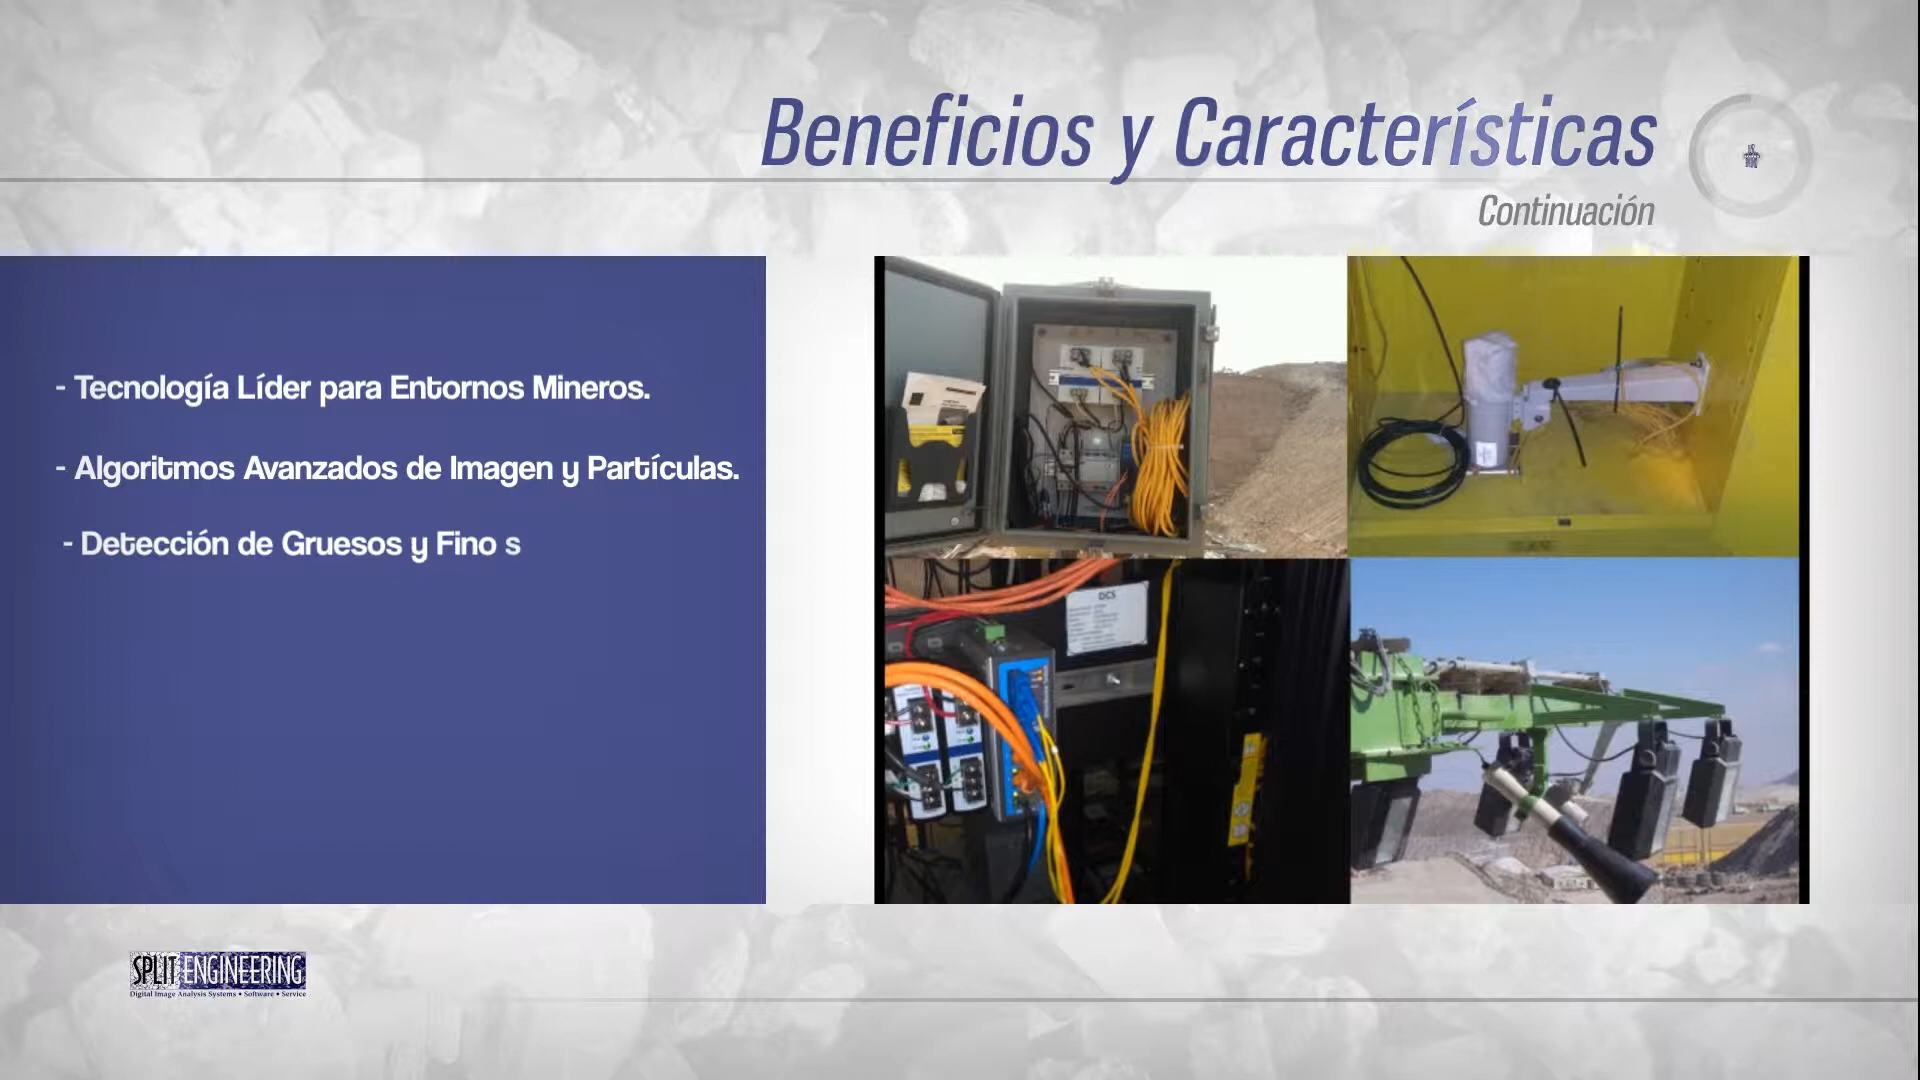 Beneficios y Características
Continuación
- Tecnología Líder para Entornos Mineros.
- Algoritmos Avanzados de Imagen y Partículas.
- Detección de Gruesos y Fino s
DCS
SPLIT ENGINEERING
Digital Image Analysis Systems • Software • Service